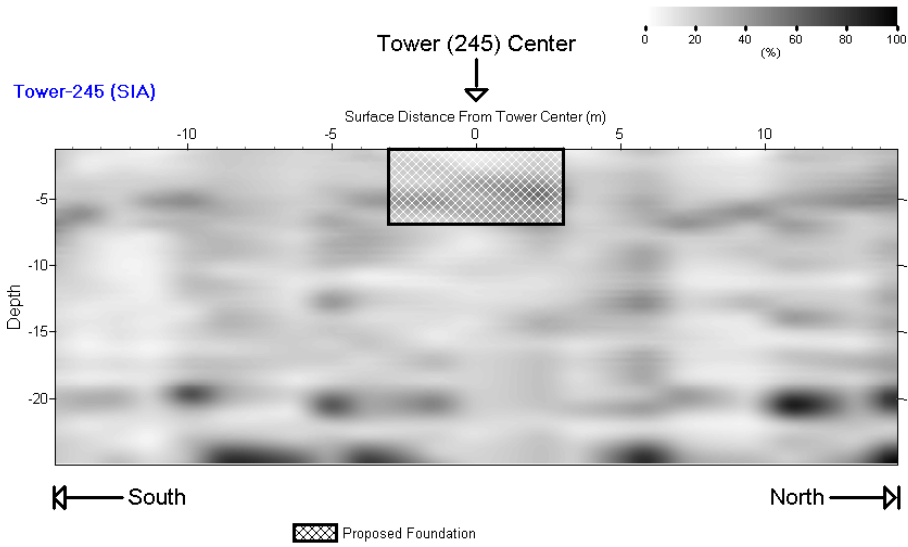 0 20 40 60 80 100
(%)
Tower (245) Center
Tower-245 (SIA)
Surface Distance From Tower Center (m)
-10 -5 0 5 10
-5
-10
-15
-20
Depth
South
North
Proposed Foundation